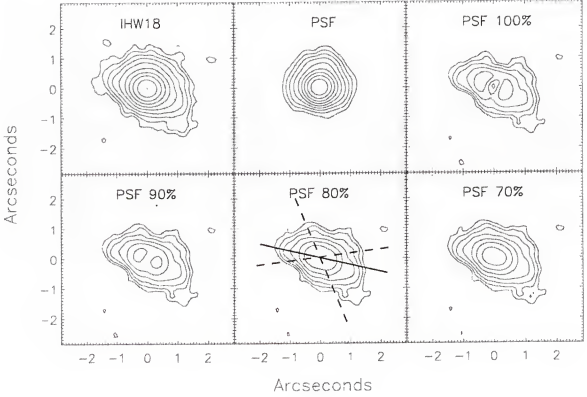 IHW18
PSF
PSF 100%
2
1
0
-1
-2
PSF 90%
PSF 80%
PSF 70%
2
1
0
-1
-2
-2 -1 0 1 2
-2 -1 0 1 2
-2 -1 0 1 2
Arcseconds
Arcseconds